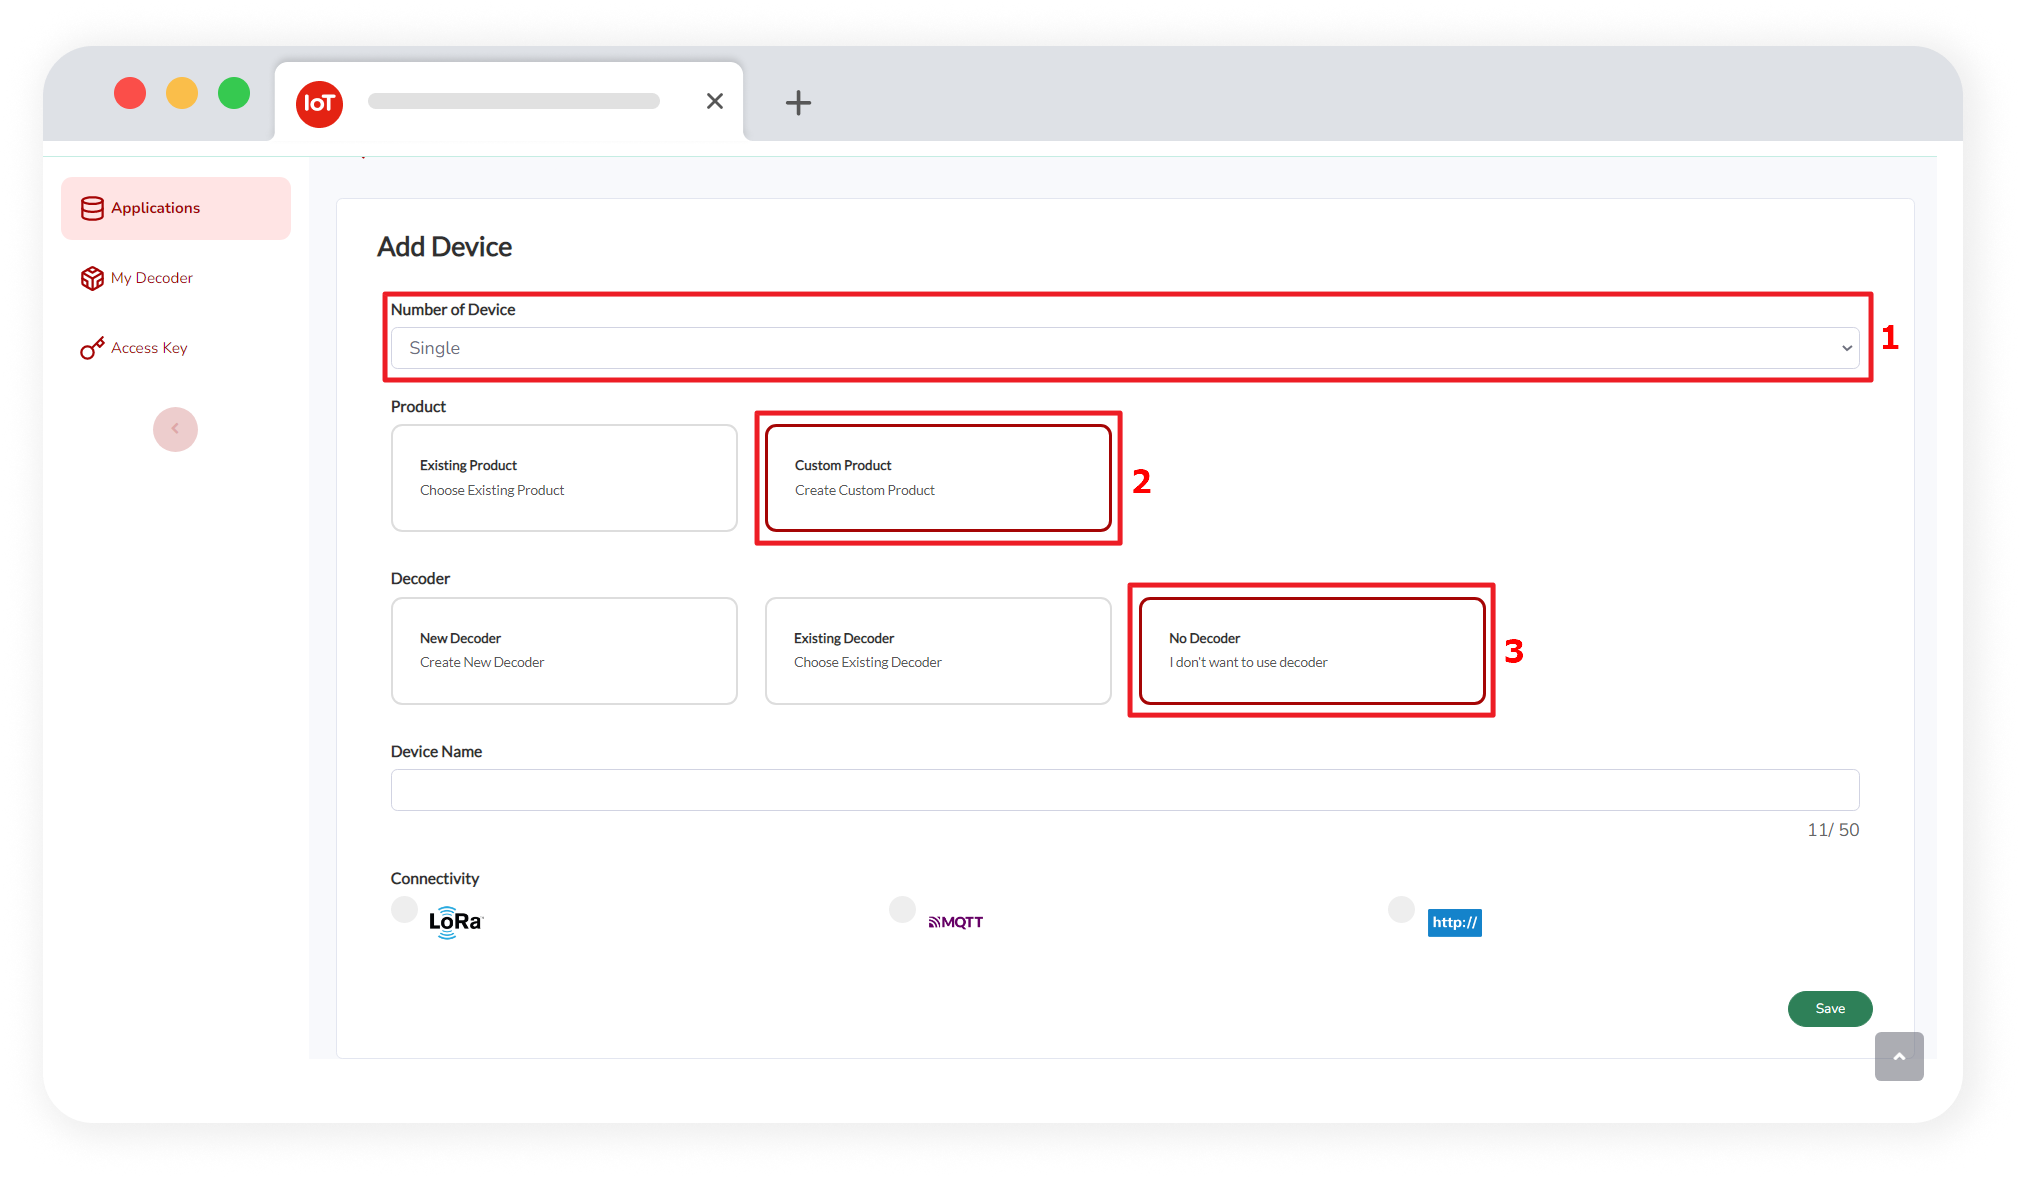 IoT
Applications
My Decoder
Access Key
Add Device
Number of Device
Single
1
Product
Existing Product
Choose Existing Product
Custom Product
Create Custom Product
2
Decoder
New Decoder
Create New Decoder
Existing Decoder
Choose Existing Decoder
No Decoder
I don't want to use decoder
3
Device Name
11/ 50
Connectivity
LoRa
MQTT
http://
Save